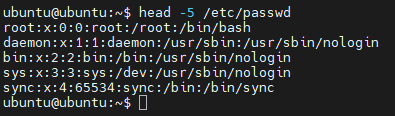 ubuntu@ubuntu:~$ head -5 /etc/passwd
root:x:0:0:root:/root:/bin/bash
daemon:x:1:1:daemon:/usr/sbin:/usr/sbin/nologin
bin:x:2:2:bin:/bin:/usr/sbin/nologin
sys:x:3:3:sys:/dev:/usr/sbin/nologin
sync:x:4:65534:sync:/bin:/bin/sync
ubuntu@ubuntu:~$